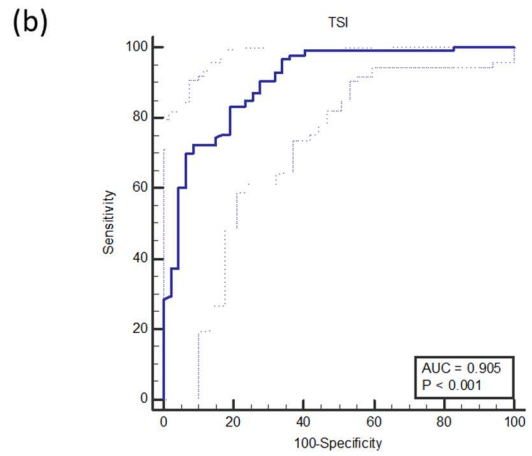 (b)
TSI
100
80
60
40
20
0
Sensitivity
AUC = 0.905
P < 0.001
0 20 40 60 80 100
100-Specificity